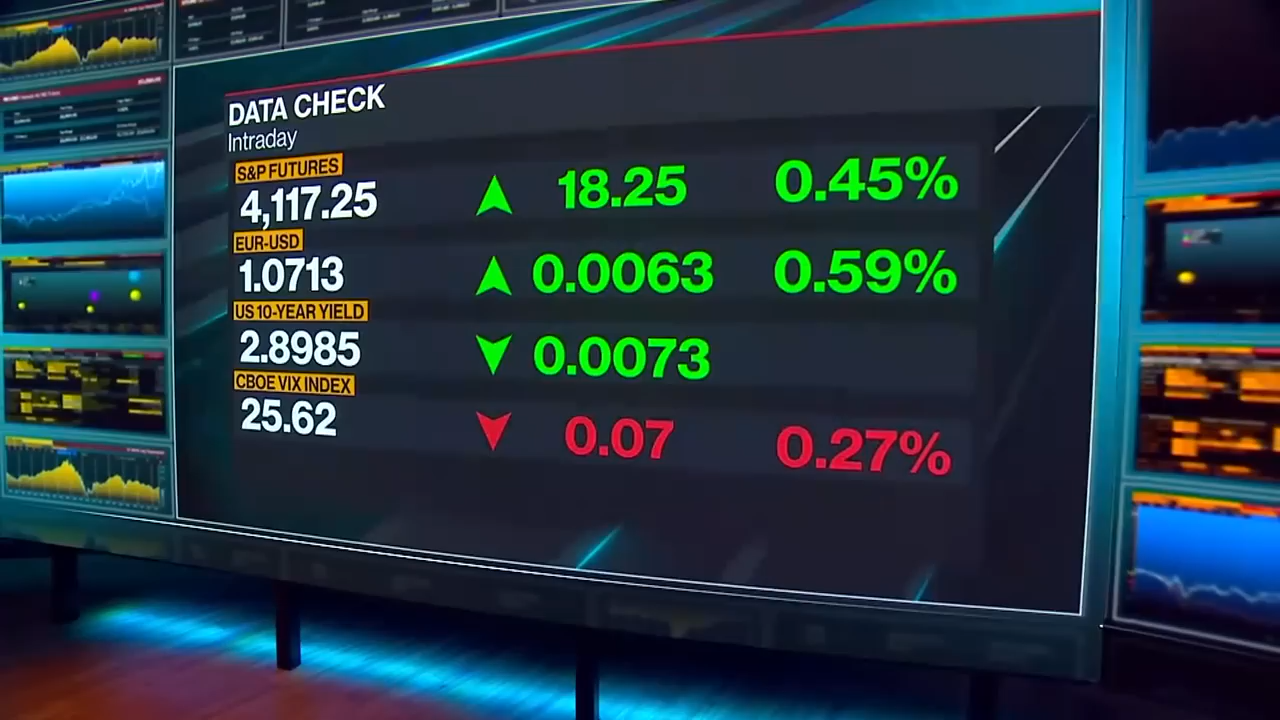 DATA CHECK
Intraday
S&P FUTURES
4,117.25 18.25 0.45%
EUR-USD
1.0713 0.0063 0.59%
US 10-YEAR YIELD
2.8985 0.0073
CBOE VIX INDEX
25.62 0.07 0.27%